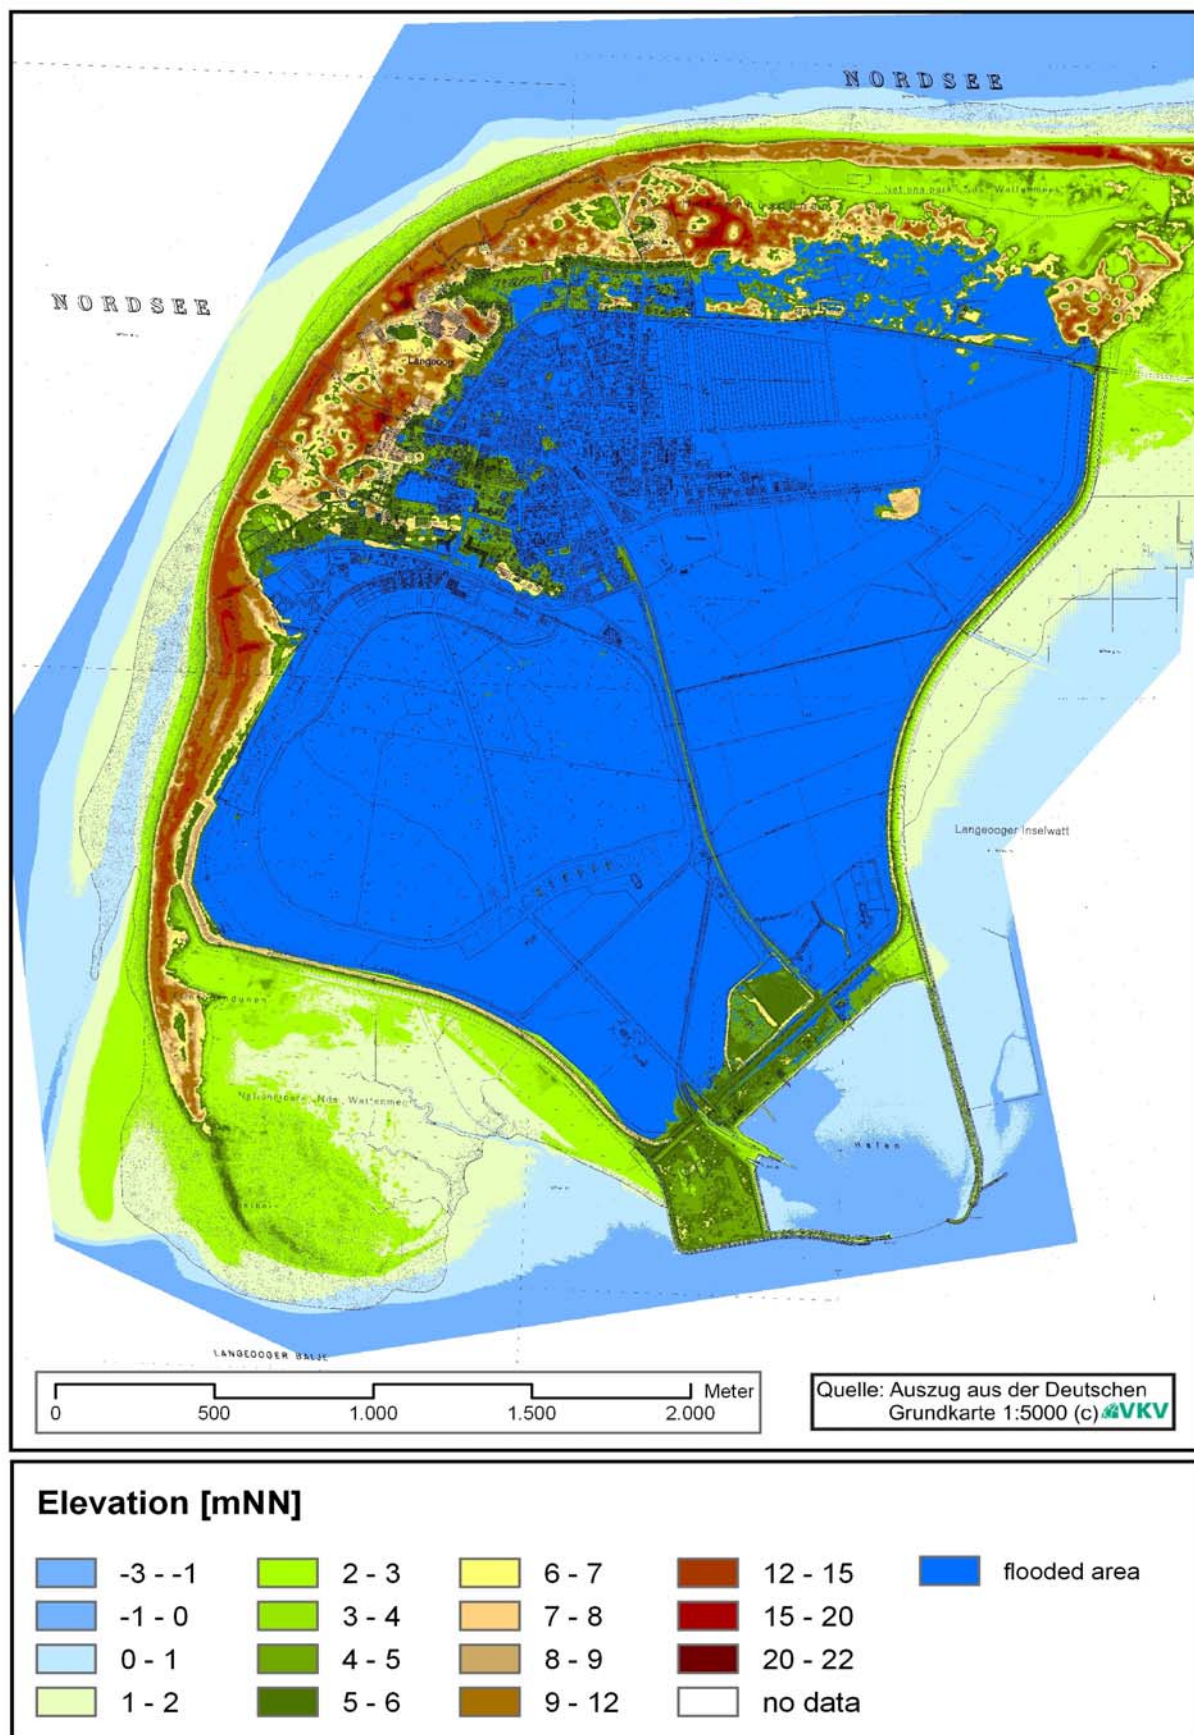 NORDSEE
NORDSEE
Langeoog
Langeooger Inselwatt
Hafen
LANGEOOGER BALJE
Meter
0 500 1.000 1.500 2.000
Quelle: Auszug aus der Deutschen
Grundkarte 1:5000 (c) VKV
Elevation [mNN]
-3 - -1
-1 - 0
0 - 1
1 - 2
2 - 3
3 - 4
4 - 5
5 - 6
6 - 7
7 - 8
8 - 9
9 - 12
12 - 15
15 - 20
20 - 22
no data
flooded area